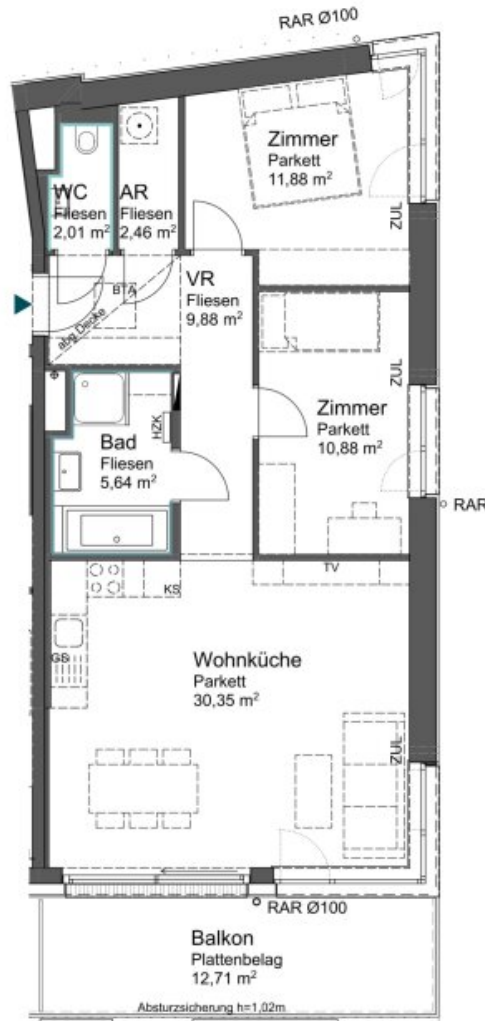 RAR Ø100
Zimmer
Parkett
11,88 m²
ZUL
WC
Fliesen
2,01 m²
AR
Fliesen
2,46 m²
VR
Fliesen
9,88 m²
abg Decke
ZUL
Zimmer
Parkett
10,88 m²
HZK
Bad
Fliesen
5,64 m²
RAR
TV
KS
GS
Wohnküche
Parkett
30,35 m²
ZUL
RAR Ø100
Balkon
Plattenbelag
12,71 m²
Absturzsicherung h=1,02m